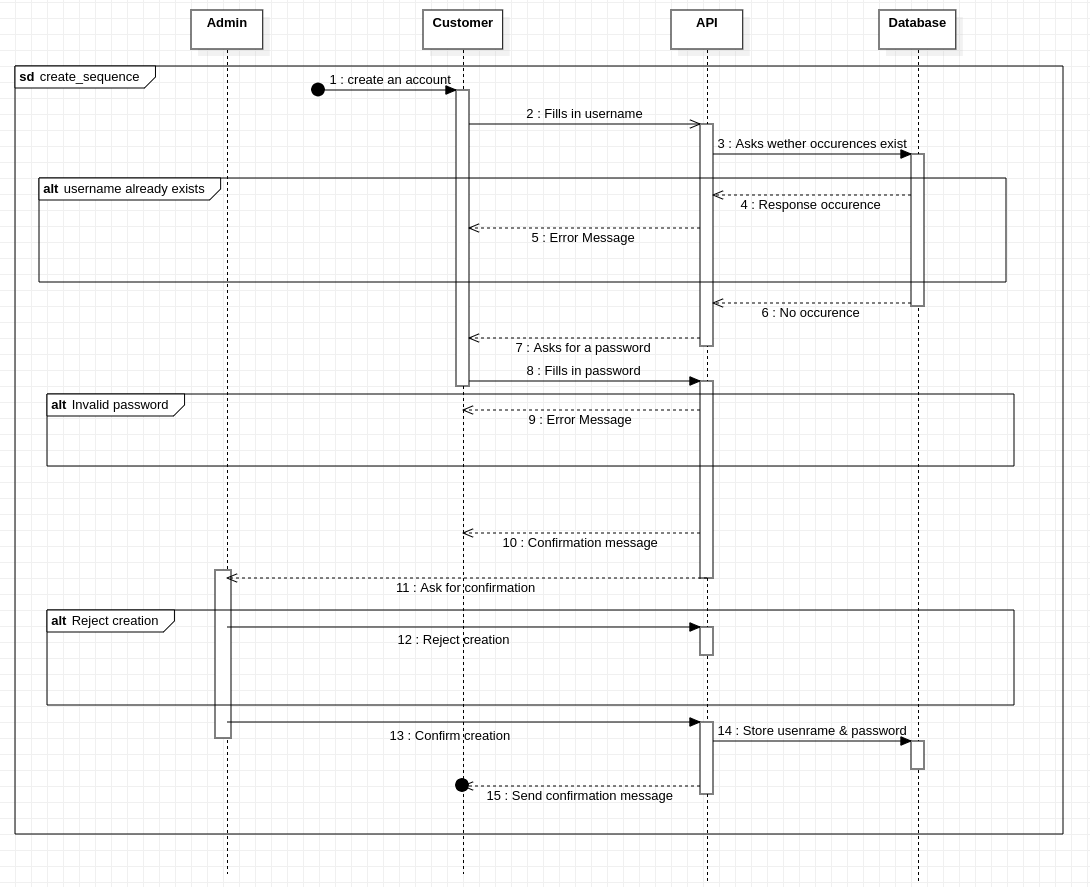 Admin
Customer
API
Database
sd create_sequence
1 : create an account
2 : Fills in username
3 : Asks wether occurences exist
alt username already exists
4 : Response occurence
5 : Error Message
6 : No occurence
7 : Asks for a password
8 : Fills in password
alt Invalid password
9 : Error Message
10 : Confirmation message
11 : Ask for confirmation
alt Reject creation
12 : Reject creation
13 : Confirm creation
14 : Store usenrame & password
15 : Send confirmation message